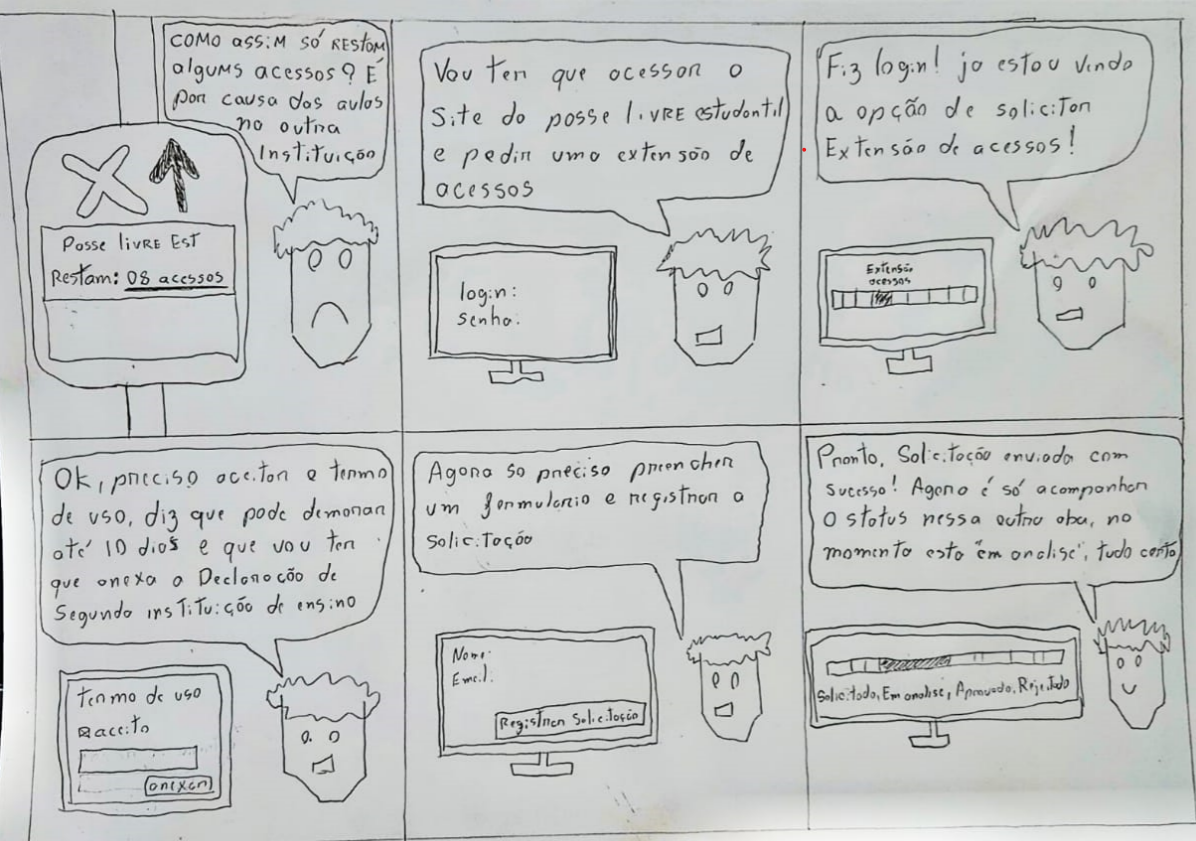 COMO assim SÓ RESTAM
alguns acessos? É
por causa das aulas
na outra
Instituição
Passe livre Est
Restam: 08 acessos
Vou ter que acessar o
Site do passe livre estudantil
e pedir uma extensão de
acessos
login:
Senha:
Fiz login! ja estou vendo
a opção de solicitar
Extensão de acessos!
Extensão
acessos
Ok, preciso aceitar o termo
de uso, diz que pode demorar
até 10 dias e que vou ter
que anexa a Declaração de
Segunda instituição de ensino
termo de uso
aceito
anexar
Agora so preciso preencher
um formulario e registrar a
Solicitação
Nome:
Email:
Registrar Solicitação
Pronto, Solicitação enviada com
sucesso! Agora é só acompanhar
O status nessa outra aba, no
momento esta "em analise", tudo certo
Solicitado, Em analise, Aprovado, Rejeitado